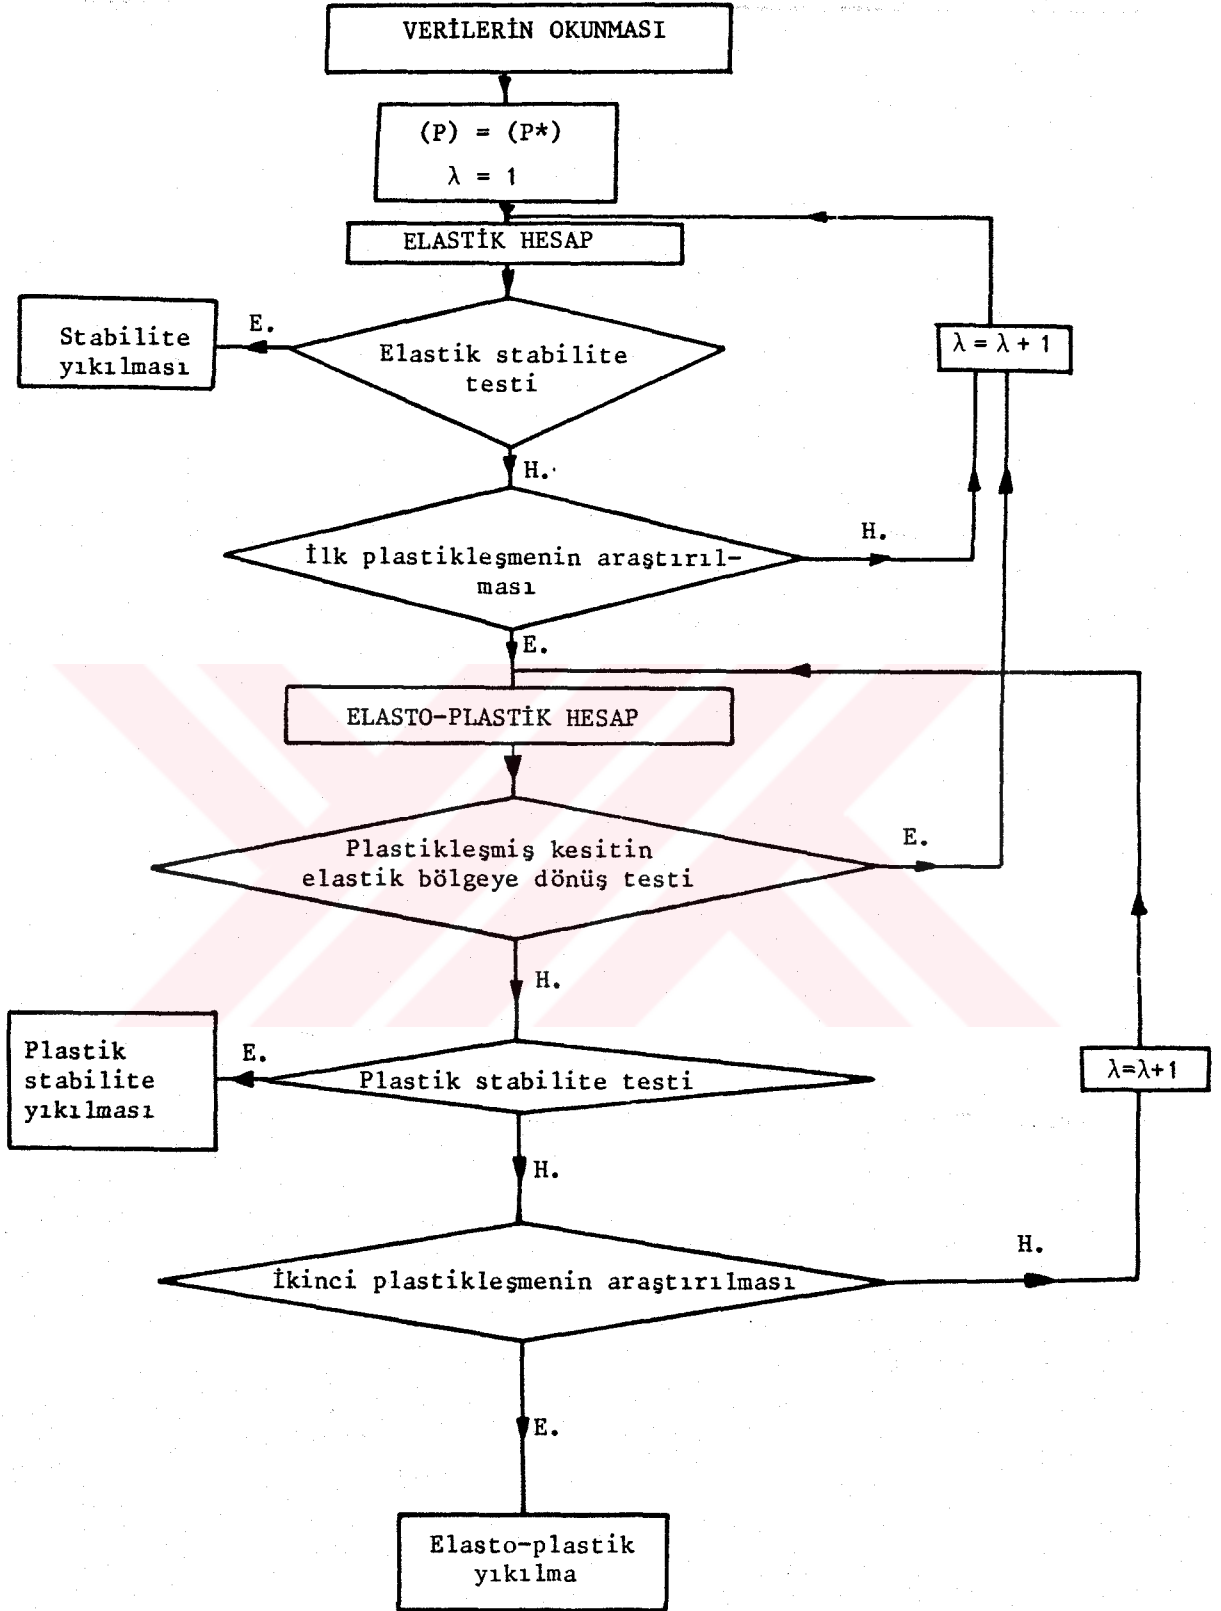 VERİLERİN OKUNMASI
(P) = (P*)
λ = 1
ELASTİK HESAP
Stabilite
yıkılması
E.
Elastik stabilite
testi
λ = λ + 1
H.
İlk plastikleşmenin araştırıl-
ması
H.
E.
ELASTO-PLASTİK HESAP
Plastikleşmiş kesitin
elastik bölgeye dönüş testi
E.
H.
Plastik
stabilite
yıkılması
E.
Plastik stabilite testi
λ=λ+1
H.
İkinci plastikleşmenin araştırılması
H.
E.
Elasto-plastik
yıkılma